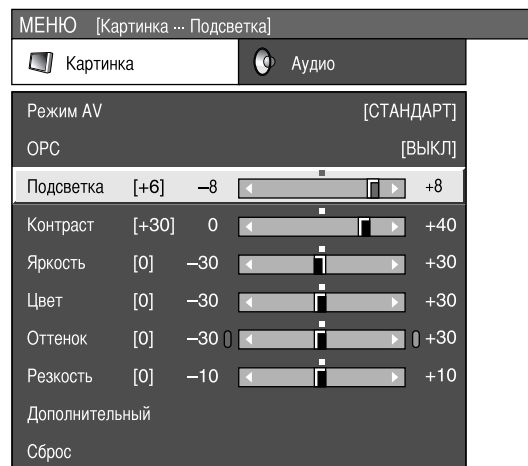 МЕНЮ [Картинка ... Подсветка]
Картинка Аудио
Режим AV [СТАНДАРТ]
OPC [ВЫКЛ]
Подсветка [+6] –8 +8
Контраст [+30] 0 +40
Яркость [0] –30 +30
Цвет [0] –30 +30
Оттенок [0] –30 +30
Резкость [0] –10 +10
Дополнительный
Сброс